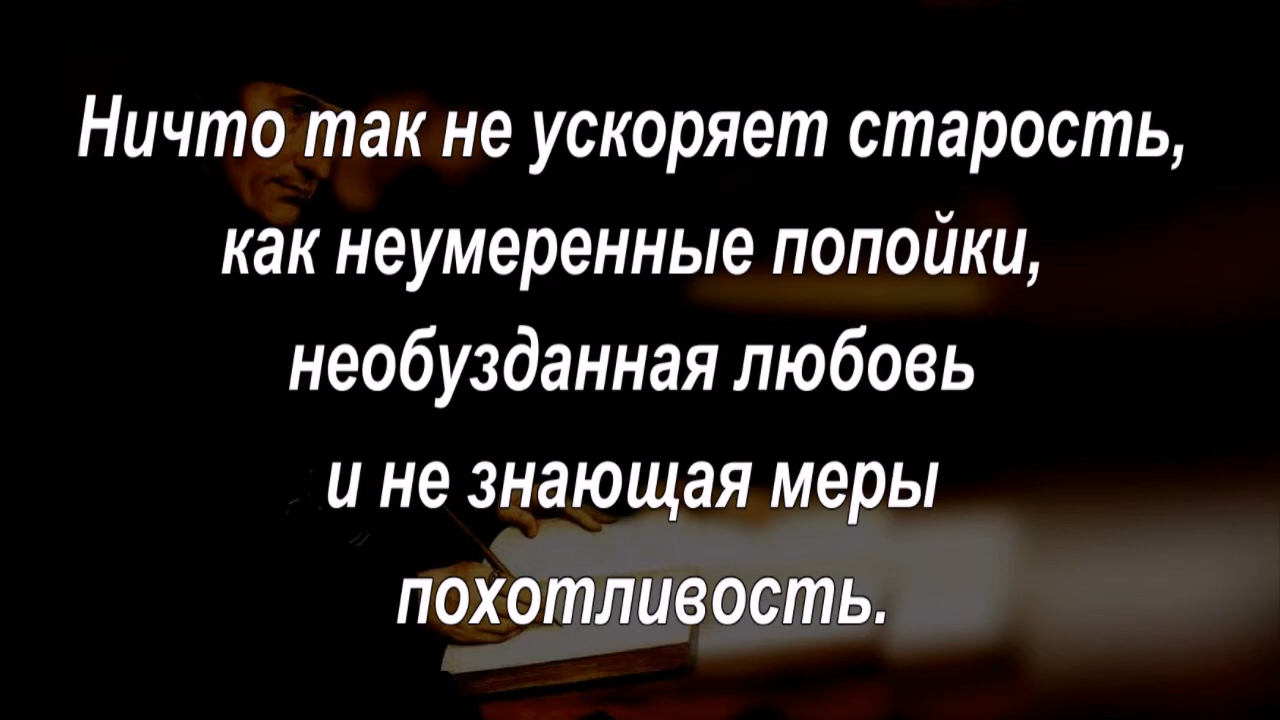 Ничто так не ускоряет старость,
как неумеренные попойки,
необузданная любовь
и не знающая меры
похотливость.